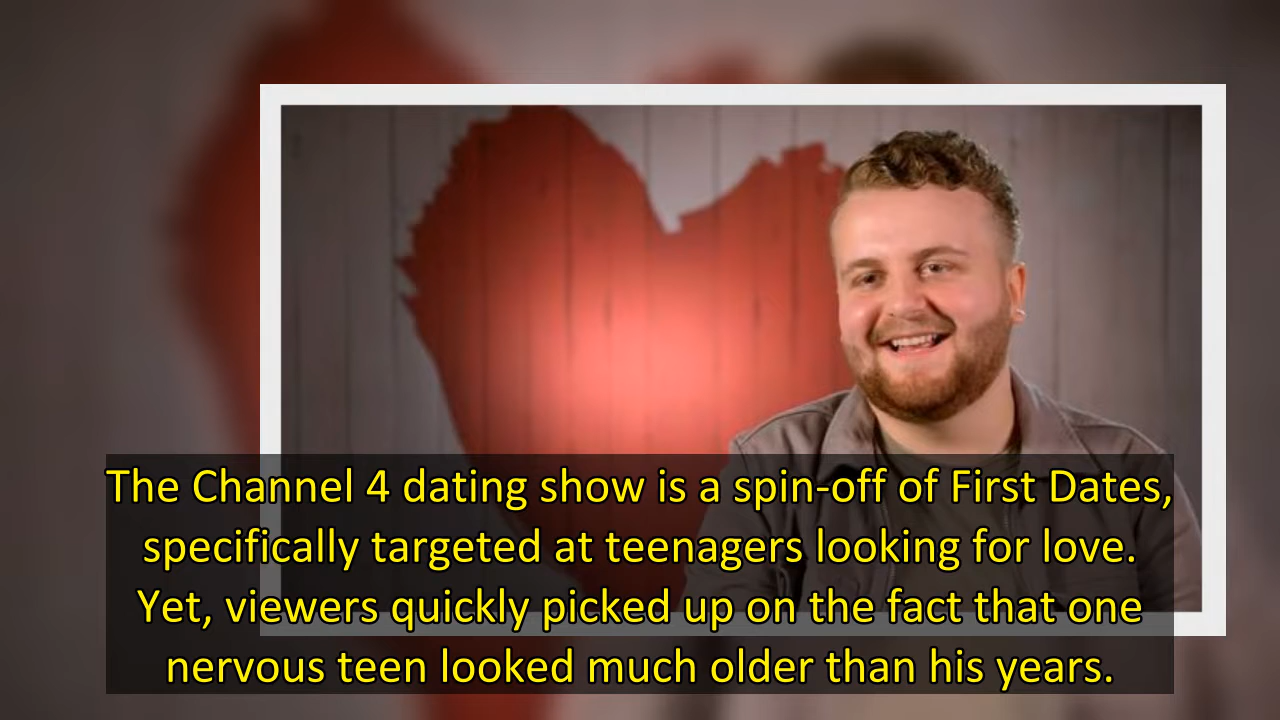 The Channel 4 dating show is a spin-off of First Dates,
specifically targeted at teenagers looking for love.
Yet, viewers quickly picked up on the fact that one
nervous teen looked much older than his years.